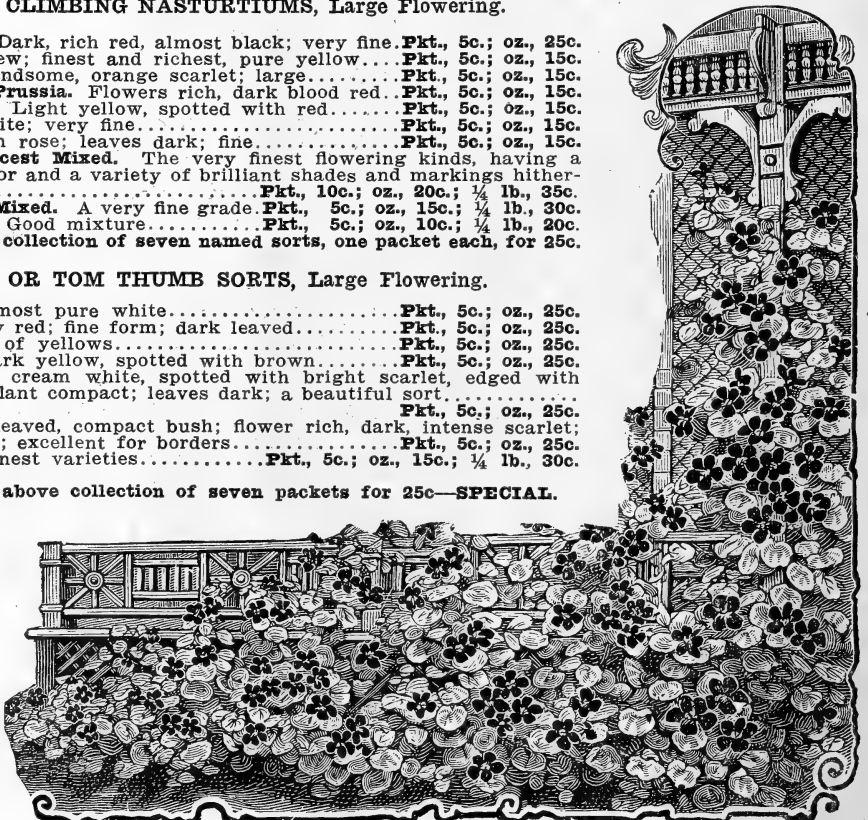 CLIMBING NASTURTIUMS, Large Flowering.
Dark, rich red, almost black; very fine.Pkt., 5c.; oz., 25c.
ew; finest and richest, pure yellow....Pkt., 5c.; oz., 15c.
ndsome, orange scarlet; large........Pkt., 5c.; oz., 15c.
Prussia. Flowers rich, dark blood red..Pkt., 5c.; oz., 15c.
Light yellow, spotted with red.......Pkt., 5c.; oz., 15c.
ite; very fine......................Pkt., 5c.; oz., 15c.
n rose; leaves dark; fine..............Pkt., 5c.; oz., 15c.
cest Mixed. The very finest flowering kinds, having a
or and a variety of brilliant shades and markings hither-
........................Pkt., 10c.; oz., 20c.; ¼ lb., 35c.
Mixed. A very fine grade.Pkt., 5c.; oz., 15c.; ¼ lb., 30c.
Good mixture...........Pkt., 5c.; oz., 10c.; ¼ lb., 20c.
collection of seven named sorts, one packet each, for 25c.
OR TOM THUMB SORTS, Large Flowering.
most pure white......................Pkt., 5c.; oz., 25c.
y red; fine form; dark leaved..........Pkt., 5c.; oz., 25c.
of yellows...........................Pkt., 5c.; oz., 25c.
ark yellow, spotted with brown........Pkt., 5c.; oz., 25c.
cream white, spotted with bright scarlet, edged with
lant compact; leaves dark; a beautiful sort.............
Pkt., 5c.; oz., 25c.
eaved, compact bush; flower rich, dark, intense scarlet;
; excellent for borders................Pkt., 5c.; oz., 25c.
nest varieties............Pkt., 5c.; oz., 15c.; ¼ lb., 30c.
above collection of seven packets for 25c—SPECIAL.